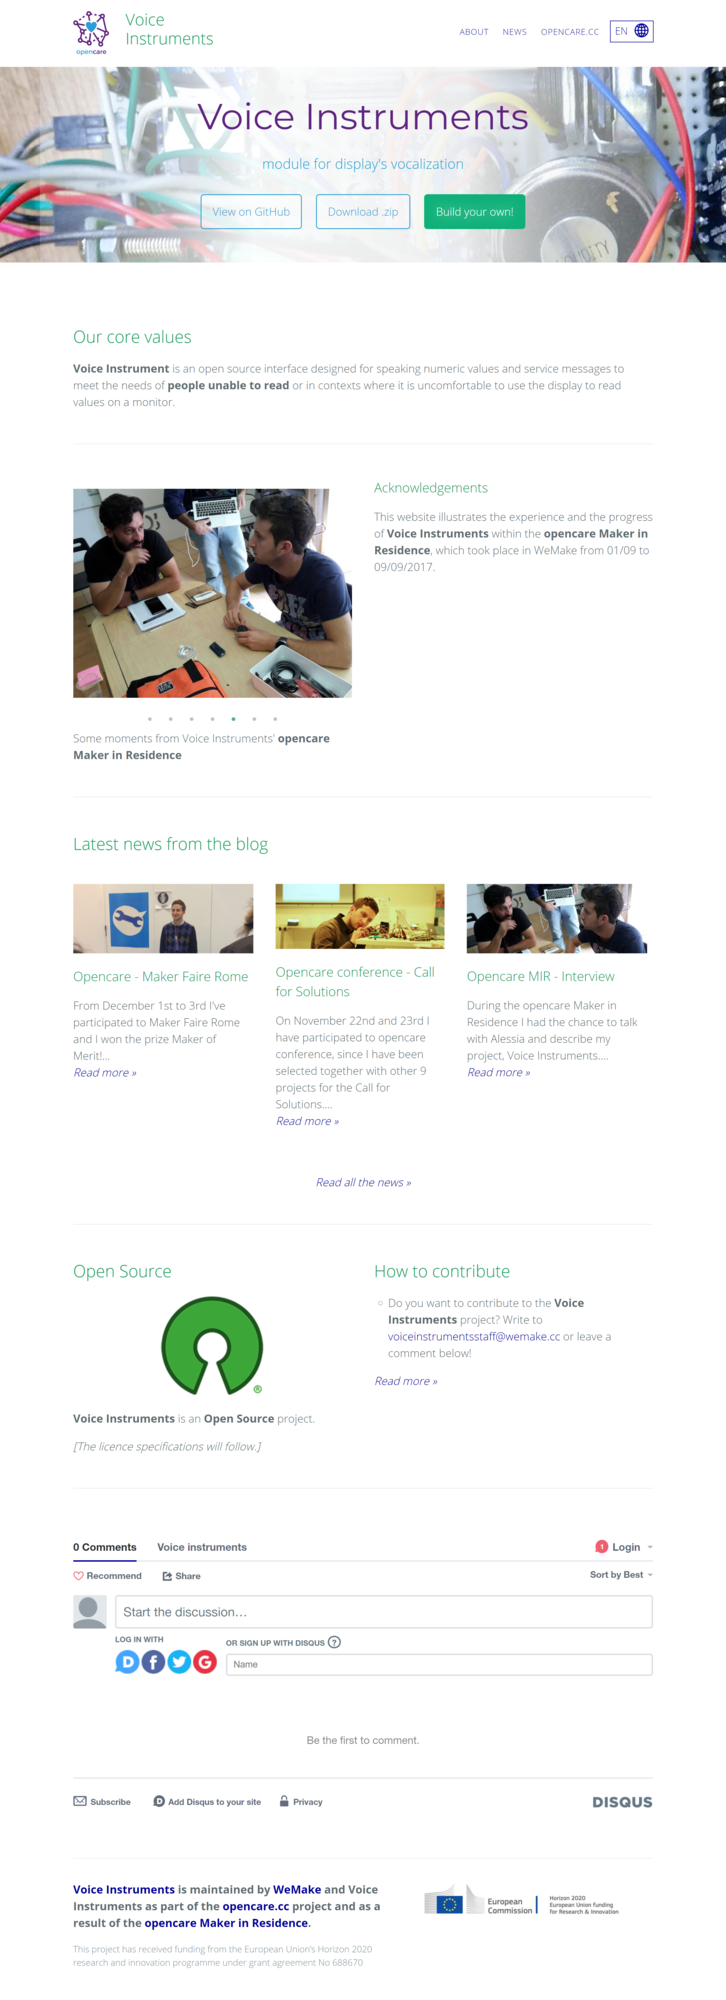 opencare
Voice
Instruments
ABOUT
NEWS
OPENCARE.CC
EN
Voice Instruments
module for display's vocalization
View on GitHub
Download .zip
Build your own!
Our core values
Voice Instrument is an open source interface designed for speaking numeric values and service messages to
meet the needs of people unable to read or in contexts where it is uncomfortable to use the display to read
values on a monitor.
Acknowledgements
This website illustrates the experience and the progress
of Voice Instruments within the opencare Maker in
Residence, which took place in WeMake from 01/09 to
09/09/2017.
Some moments from Voice Instruments' opencare
Maker in Residence
Latest news from the blog
Opencare - Maker Faire Rome
From December 1st to 3rd I've
participated to Maker Faire Rome
and I won the prize Maker of
Merit!...
Read more »
Opencare conference - Call
for Solutions
On November 22nd and 23rd I
have participated to opencare
conference, since I have been
selected together with other 9
projects for the Call for
Solutions....
Read more »
Opencare MIR - Interview
During the opencare Maker in
Residence I had the chance to talk
with Alessia and describe my
project, Voice Instruments....
Read more »
Read all the news »
Open Source
®
Voice Instruments is an Open Source project.
[The licence specifications will follow.]
How to contribute
Do you want to contribute to the Voice
Instruments project? Write to
voiceinstrumentsstaff@wemake.cc or leave a
comment below!
Read more »
0 Comments
Voice instruments
1
Login
Recommend
Share
Sort by Best
Start the discussion...
LOG IN WITH
OR SIGN UP WITH DISQUS ?
D
f
G
Name
Be the first to comment.
Subscribe
D Add Disqus to your site
Privacy
DISQUS
Voice Instruments is maintained by WeMake and Voice
Instruments as part of the opencare.cc project and as a
result of the opencare Maker in Residence.
This project has received funding from the European Union's Horizon 2020
research and innovation programme under grant agreement No 688670
European
Commission
Horizon 2020
European Union funding
for Research & Innovation